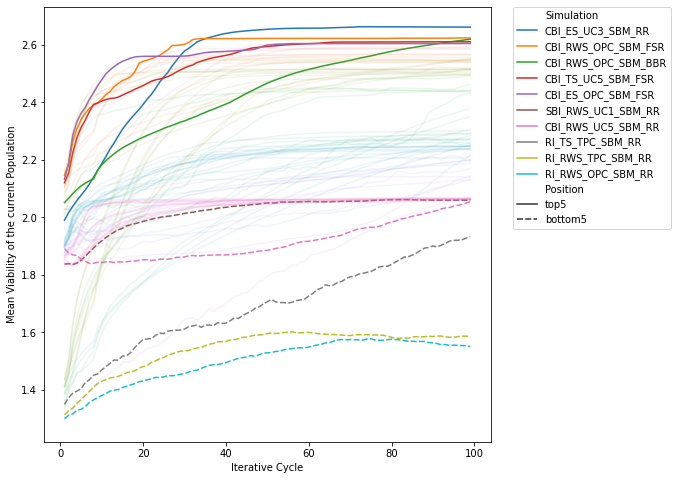 Simulation
CBI_ES_UC3_SBM_RR
CBI_RWS_OPC_SBM_FSR
CBI_RWS_OPC_SBM_BBR
CBI_TS_UC5_SBM_FSR
CBI_ES_OPC_SBM_FSR
SBI_RWS_UC1_SBM_RR
CBI_RWS_UC5_SBM_RR
RI_TS_TPC_SBM_RR
RI_RWS_TPC_SBM_RR
RI_RWS_OPC_SBM_RR
Position
top5
bottom5
Mean Viability of the current Population
2.6
2.4
2.2
2.0
1.8
1.6
1.4
0 20 40 60 80 100
Iterative Cycle